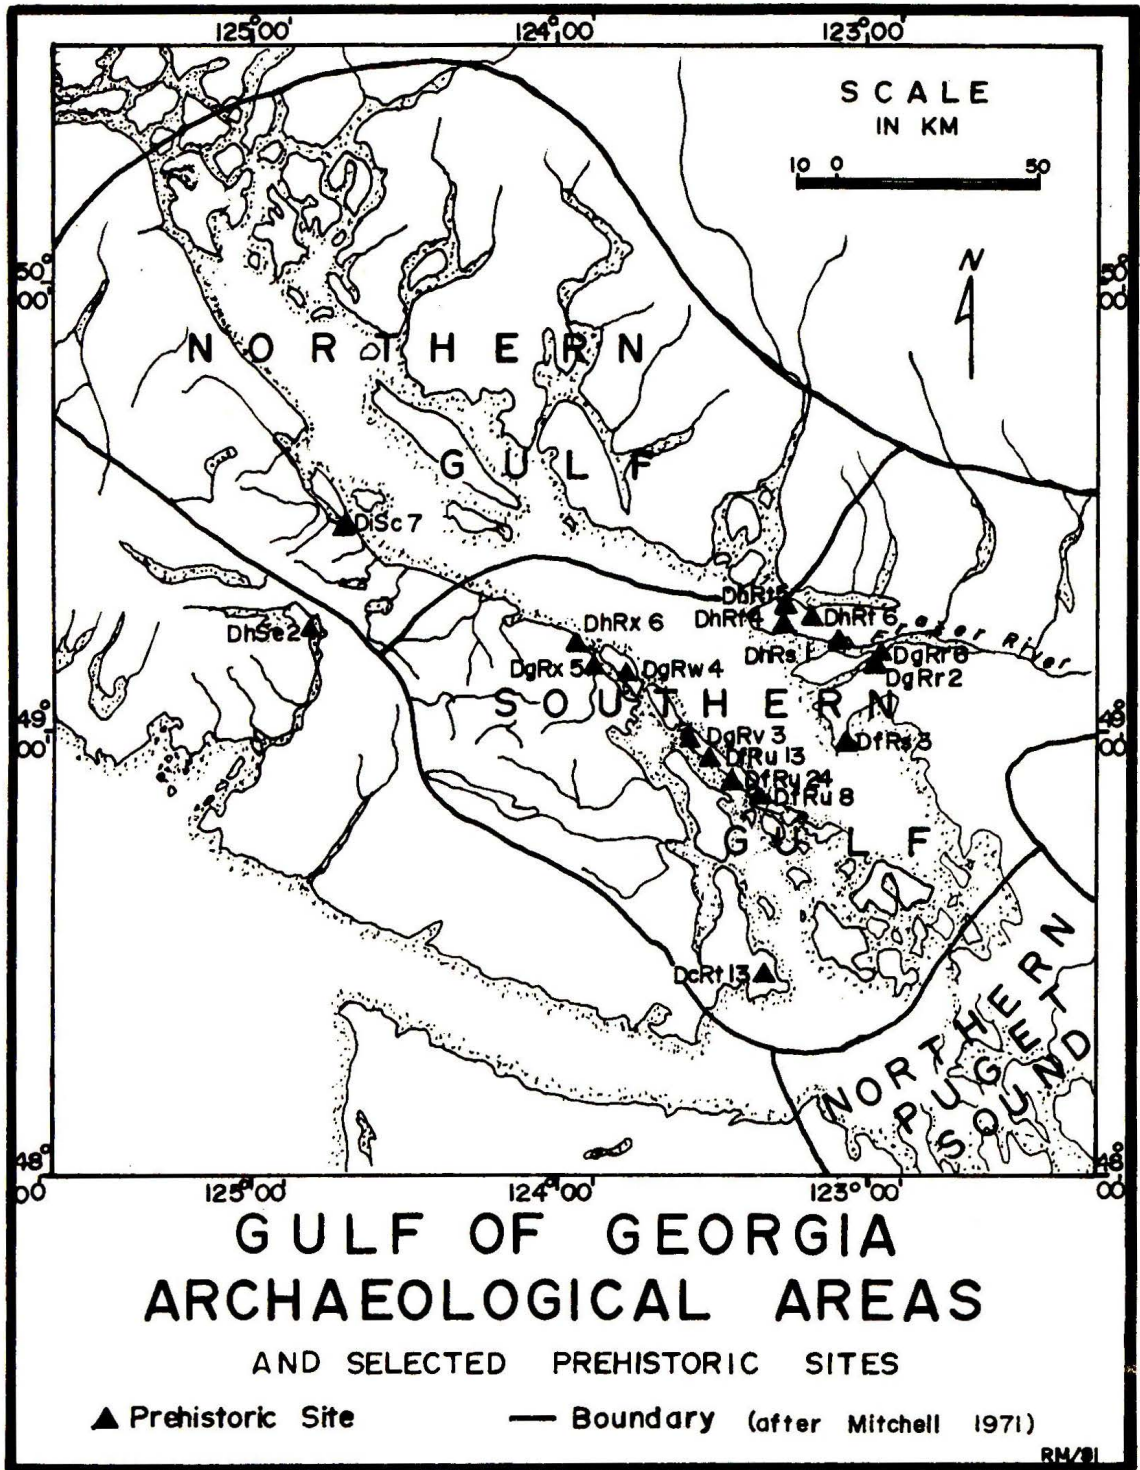 125°00' 124°00' 123°00'
SCALE
IN KM
10 0 50
N
50°00' 50°00'
NORTHERN
GULF
DiSc 7
DhRt5
DhRt4 DhRt 6
DhSe2
DhRx 6
DhRs 1
Fraser River
DgRx 5 DgRw 4
DgRr 6
DgRr 2
SOUTHERN
49°00' 49°00'
DgRv 3
DfRs 3
DfRu 13
DfRu 24
DfRu 8
GULF
DcRt 13
NORTHERN
PUGET
SOUND
48°00' 48°00'
125°00' 124°00' 123°00'
GULF OF GEORGIA
ARCHAEOLOGICAL AREAS
AND SELECTED PREHISTORIC SITES
Prehistoric Site Boundary (after Mitchell 1971)
RM/81